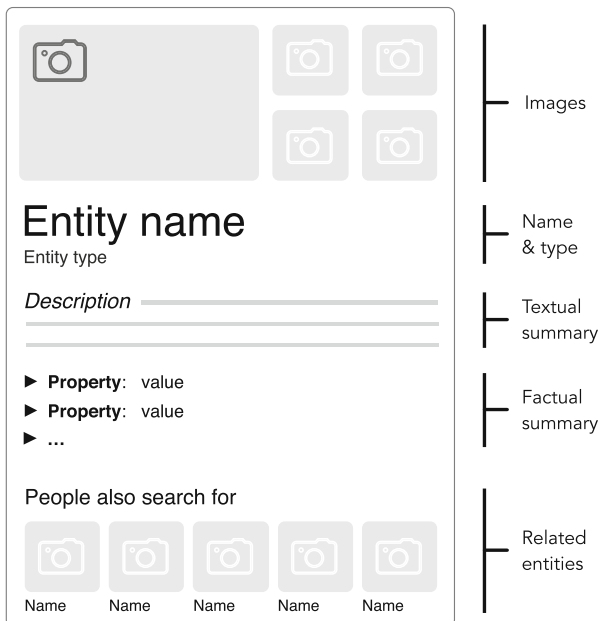 Images
Entity name
Entity type
Name
& type
Description
Textual
summary
► Property: value
► Property: value
► ...
Factual
summary
People also search for
Name Name Name Name Name
Related
entities